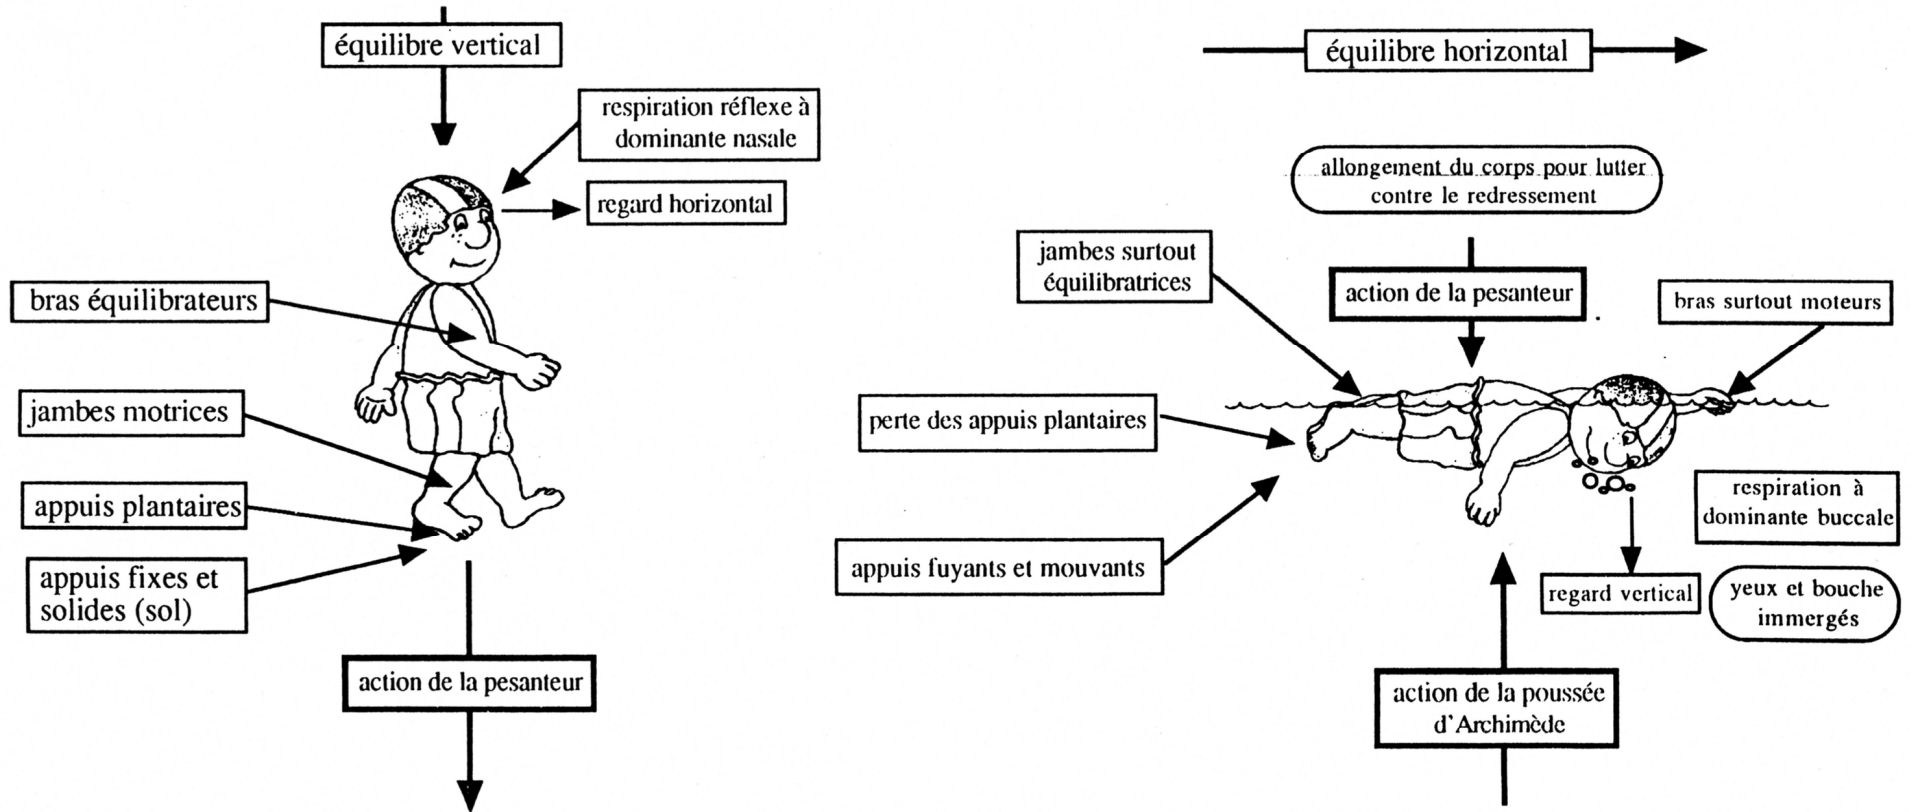 équilibre vertical
respiration réflexe à
dominante nasale
regard horizontal
bras équilibrateurs
jambes motrices
appuis plantaires
appuis fixes et
solides (sol)
action de la pesanteur
équilibre horizontal
allongement du corps pour lutter
contre le redressement
jambes surtout
équilibratrices
action de la pesanteur
bras surtout moteurs
perte des appuis plantaires
appuis fuyants et mouvants
respiration à
dominante buccale
regard vertical
yeux et bouche
immergés
action de la poussée
d'Archimède